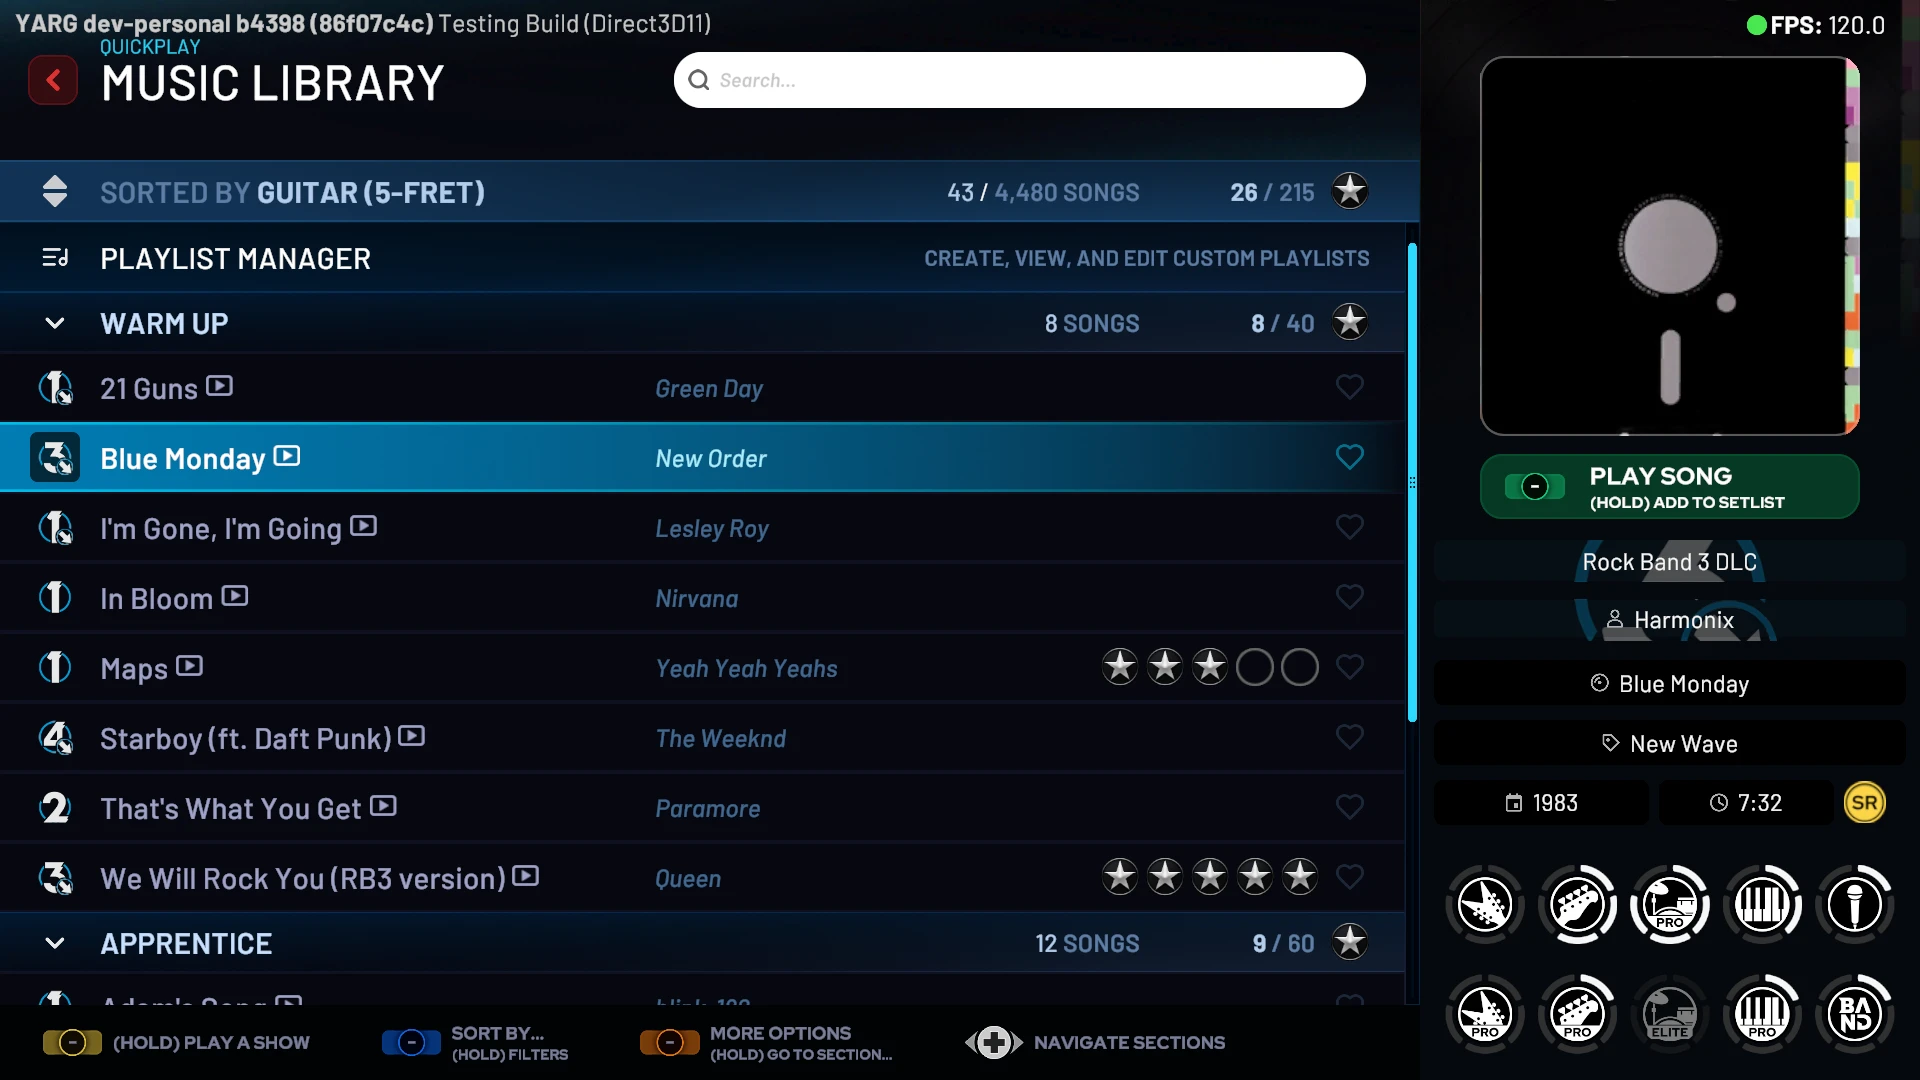 YARG dev-personal b4398 (86f07c4c) Testing Build (Direct3D11)
FPS: 120.0
QUICKPLAY
MUSIC LIBRARY
Search...
SORTED BY GUITAR (5-FRET)
43 / 4,480 SONGS
26 / 215
PLAYLIST MANAGER
CREATE, VIEW, AND EDIT CUSTOM PLAYLISTS
WARM UP
8 SONGS
8 / 40
21 Guns
Green Day
Blue Monday
New Order
I'm Gone, I'm Going
Lesley Roy
In Bloom
Nirvana
Maps
Yeah Yeah Yeahs
Starboy (ft. Daft Punk)
The Weeknd
That's What You Get
Paramore
We Will Rock You (RB3 version)
Queen
APPRENTICE
12 SONGS
9 / 60
Adam's Song
blink-182
(HOLD) PLAY A SHOW
SORT BY...
(HOLD) FILTERS
MORE OPTIONS
(HOLD) GO TO SECTION...
NAVIGATE SECTIONS
PLAY SONG
(HOLD) ADD TO SETLIST
Rock Band 3 DLC
Harmonix
Blue Monday
New Wave
1983
7:32
SR
PRO
PRO
PRO
ELITE
PRO
BAND